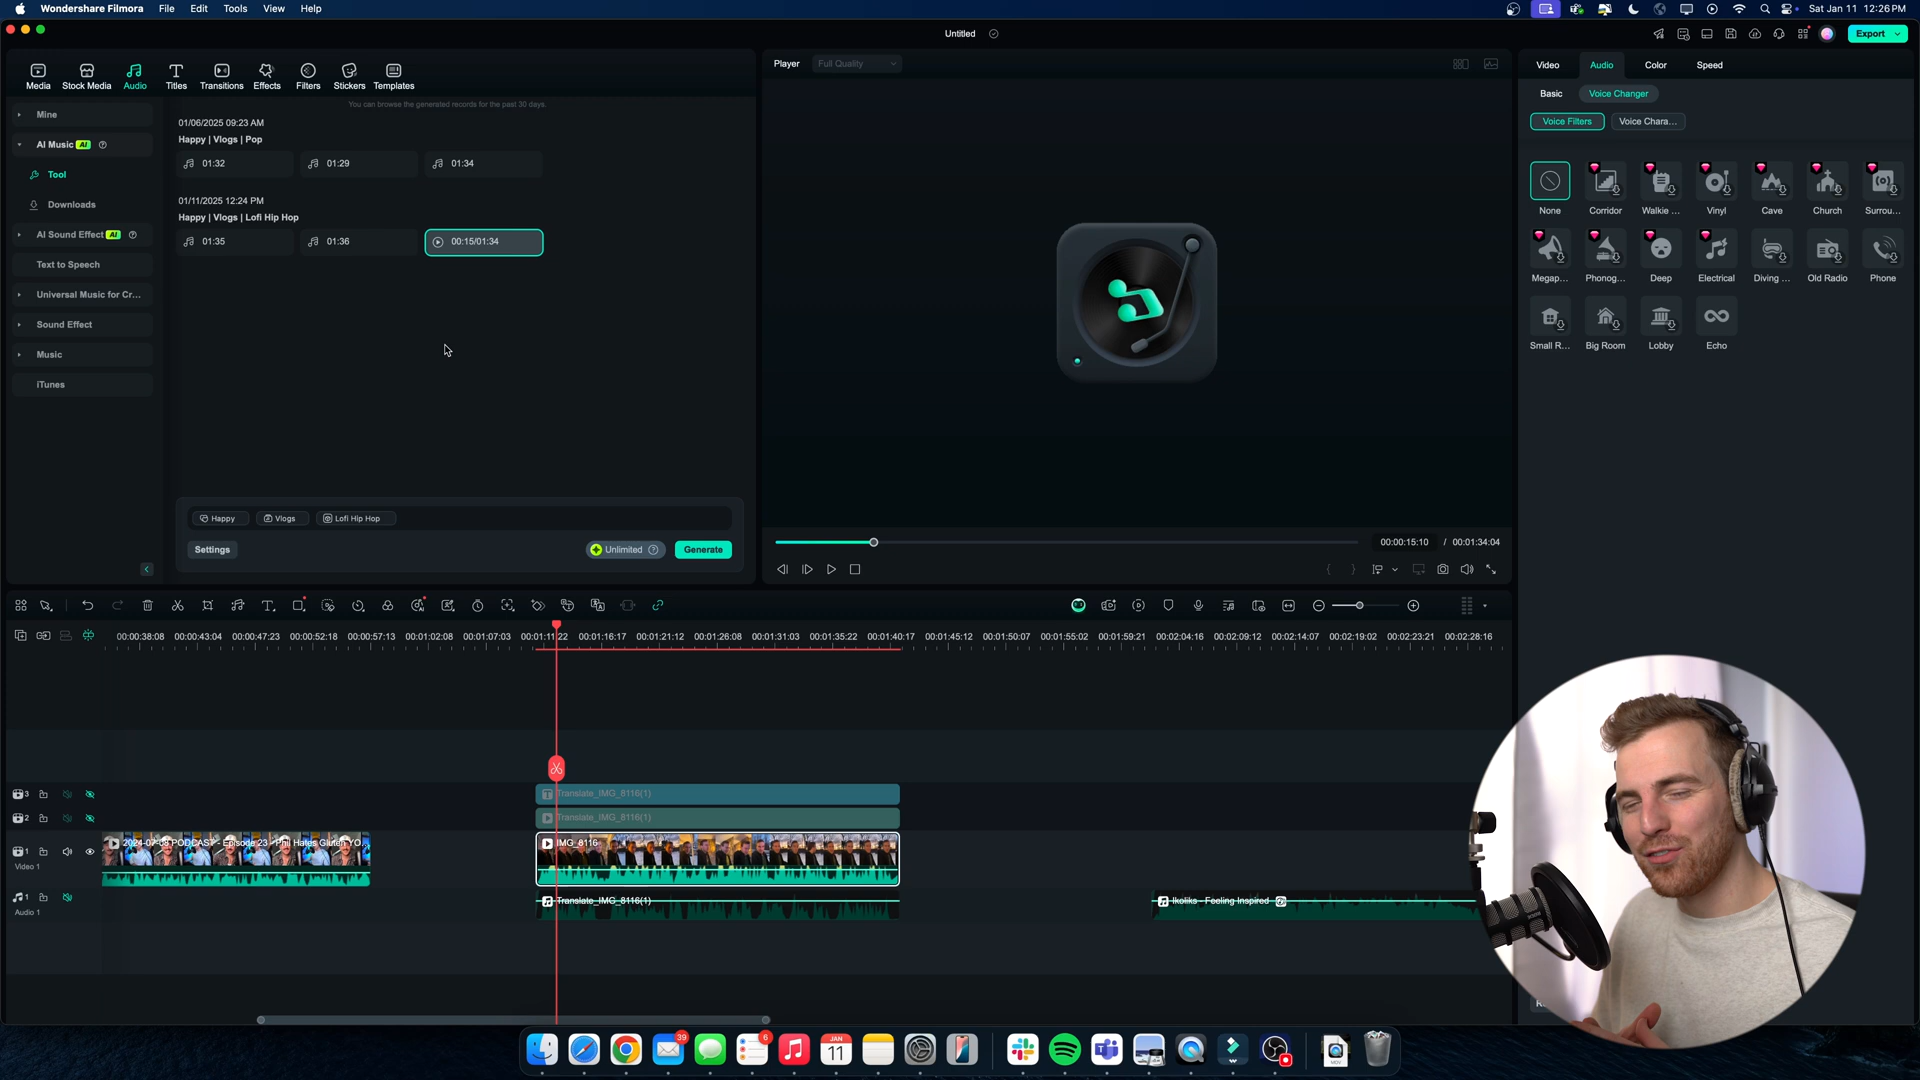 Wondershare Filmora File Edit Tools View Help
Sat Jan 11 12:26 PM
Untitled
Export
Media Stock Media Audio Titles Transitions Effects Filters Stickers Templates
Player Full Quality
Video Audio Color Speed
Basic Voice Changer
Voice Filters Voice Chara...
Mine
AI Music AI
Tool
Downloads
AI Sound Effect AI
Text to Speech
Universal Music for Cr...
Sound Effect
Music
iTunes
You can browse the generated records for the past 30 days.
01/06/2025 09:23 AM
Happy | Vlogs | Pop
01:32 01:29 01:34
01/11/2025 12:24 PM
Happy | Vlogs | Lofi Hip Hop
01:35 01:36 00:15/01:34
Happy Vlogs Lofi Hip Hop
Settings Unlimited Generate
None Corridor Walkie ... Vinyl Cave Church Surrou...
Megap... Phonog... Deep Electrical Diving ... Old Radio Phone
Small R... Big Room Lobby Echo
00:00:15:10 / 00:01:34:04
00:00:38:08 00:00:43:04 00:00:47:23 00:00:52:18 00:00:57:13 00:01:02:08 00:01:07:03 00:01:11:22 00:01:16:17 00:01:21:12 00:01:26:08 00:01:31:03 00:01:35:22 00:01:40:17 00:01:45:12 00:01:50:07 00:01:55:02 00:01:59:21 00:02:04:16 00:02:09:12 00:02:14:07 00:02:19:02 00:02:23:21 00:02:28:16
3 Translate_IMG_8116(1)
2 Translate_IMG_8116(1)
1 2024-07-08 PODCAST - Episode 23 - Phil Hates Gluten YO... IMG_8116
Video 1
1 Translate_IMG_8116(1) Ikoliks - Feeling Inspired
Audio 1
39 6 JAN 11